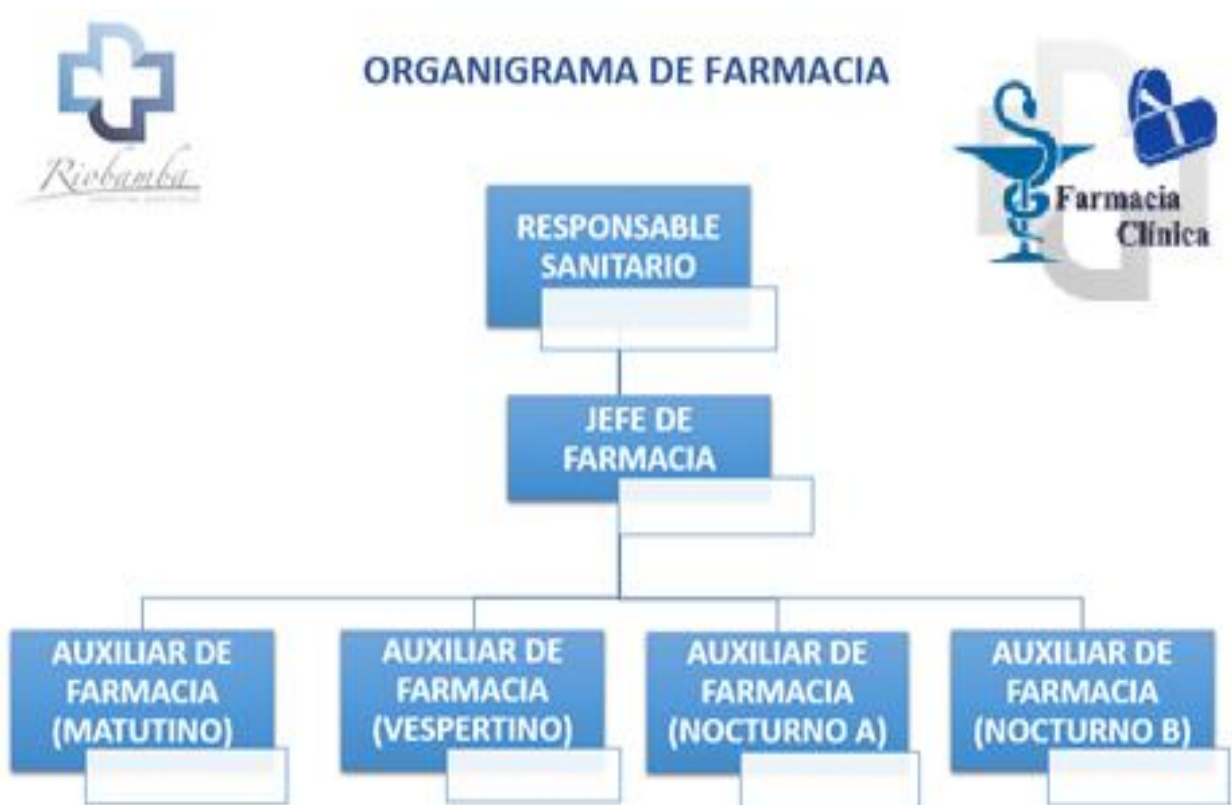 ORGANIGRAMA DE FARMACIA
Riobamba
Farmacia
Clínica
RESPONSABLE
SANITARIO
JEFE DE
FARMACIA
AUXILIAR DE
FARMACIA
(MATUTINO)
AUXILIAR DE
FARMACIA
(VESPERTINO)
AUXILIAR DE
FARMACIA
(NOCTURNO A)
AUXILIAR DE
FARMACIA
(NOCTURNO B)